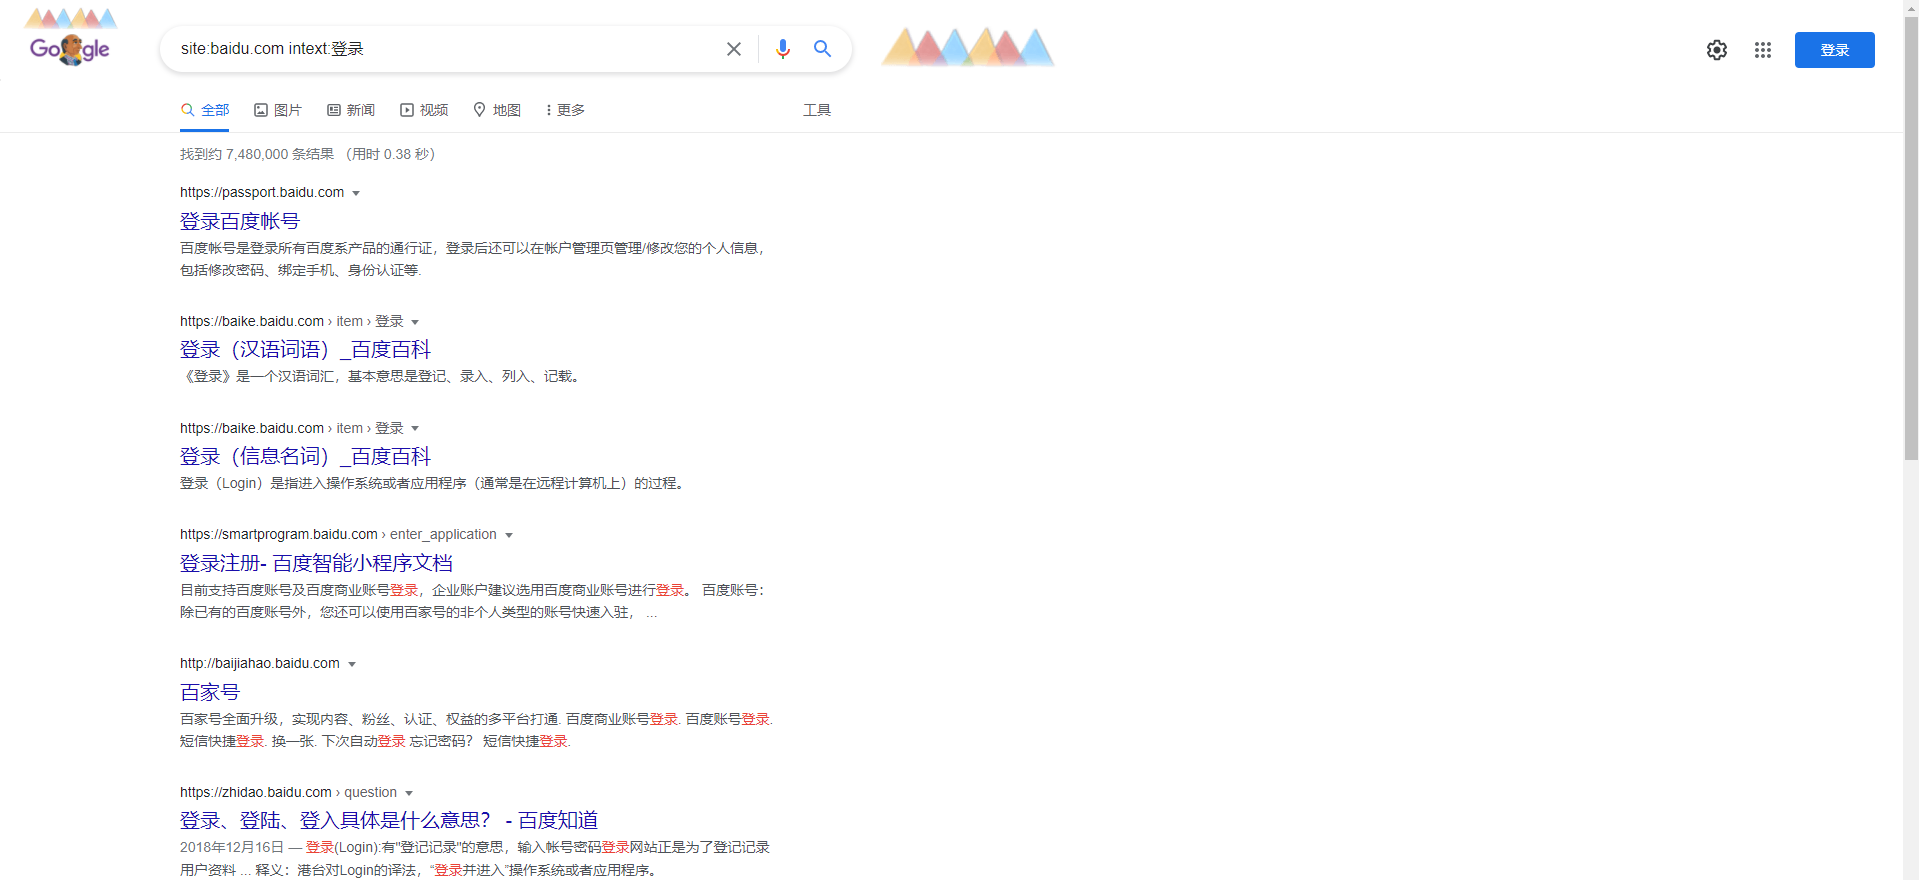 Google
site:baidu.com intext:登录
登录
全部 图片 新闻 视频 地图 更多 工具
找到约 7,480,000 条结果 （用时 0.38 秒）
https://passport.baidu.com
登录百度帐号
百度帐号是登录所有百度系产品的通行证，登录后还可以在帐户管理页管理/修改您的个人信息，
包括修改密码、绑定手机、身份认证等.
https://baike.baidu.com › item › 登录
登录（汉语词语）_百度百科
《登录》是一个汉语词汇，基本意思是登记、录入、列入、记载。
https://baike.baidu.com › item › 登录
登录（信息名词）_百度百科
登录（Login）是指进入操作系统或者应用程序（通常是在远程计算机上）的过程。
https://smartprogram.baidu.com › enter_application
登录注册- 百度智能小程序文档
目前支持百度账号及百度商业账号登录，企业账户建议选用百度商业账号进行登录。 百度账号：
除已有的百度账号外，您还可以使用百家号的非个人类型的账号快速入驻， ...
http://baijiahao.baidu.com
百家号
百家号全面升级，实现内容、粉丝、认证、权益的多平台打通. 百度商业账号登录. 百度账号登录.
短信快捷登录. 换一张. 下次自动登录 忘记密码？ 短信快捷登录.
https://zhidao.baidu.com › question
登录、登陆、登入具体是什么意思？ - 百度知道
2018年12月16日 — 登录(Login):有"登记记录"的意思，输入帐号密码登录网站正是为了登记记录
用户资料 ... 释义：港台对Login的译法，“登录并进入”操作系统或者应用程序。